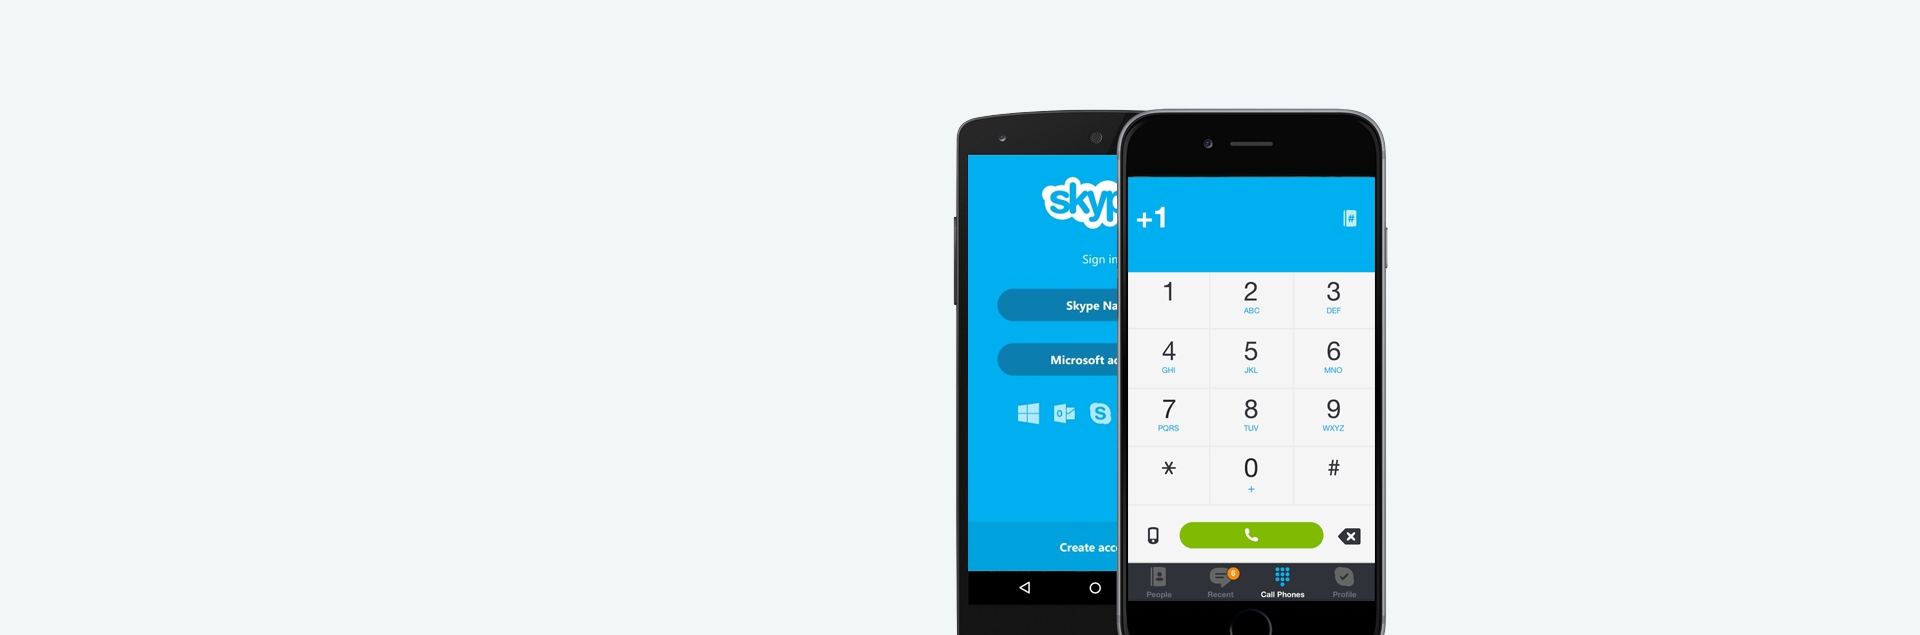 skyp
Sign in
Skype Na
Microsoft ac
Create acc
+1
#
1
2
ABC
3
DEF
4
GHI
5
JKL
6
MNO
7
PQRS
8
TUV
9
WXYZ
*
0
+
#
6
People
Recent
Call Phones
Profile